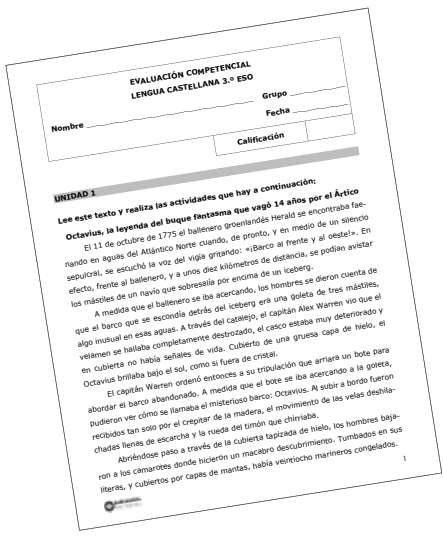 EVALUACIÓN COMPETENCIAL
LENGUA CASTELLANA 3.º ESO
Nombre Grupo
Fecha
Calificación
UNIDAD 1
Lee este texto y realiza las actividades que hay a continuación:
Octavius, la leyenda del buque fantasma que vagó 14 años por el Ártico
El 11 de octubre de 1775 el ballenero groenlandés Herald se encontraba fae-
nando en aguas del Atlántico Norte cuando, de pronto, y en medio de un silencio
sepulcral, se escuchó la voz del vigía gritando: «¡Barco al frente y al oeste!». En
efecto, frente al ballenero, y a unos diez kilómetros de distancia, se podían avistar
los mástiles de un navío que sobresalía por encima de un iceberg.
A medida que el ballenero se iba acercando, los hombres se dieron cuenta de
que el barco que se escondía detrás del iceberg era una goleta de tres mástiles,
algo inusual en esas aguas. A través del catalejo, el capitán Alex Warren vio que el
velamen se hallaba completamente destrozado, el casco estaba muy deteriorado y
en cubierta no había señales de vida. Cubierto de una gruesa capa de hielo, el
Octavius brillaba bajo el sol, como si fuera de cristal.
El capitán Warren ordenó entonces a su tripulación que arriara un bote para
abordar el barco abandonado. A medida que el bote se iba acercando a la goleta,
pudieron ver cómo se llamaba el misterioso barco: Octavius. Al subir a bordo fueron
recibidos tan solo por el crepitar de la madera, el movimiento de las velas deshila-
chadas llenas de escarcha y la rueda del timón que chirriaba.
Abriéndose paso a través de la cubierta tapizada de hielo, los hombres baja-
ron a los camarotes donde hicieron un macabro descubrimiento. Tumbados en sus
literas, y cubiertos por capas de mantas, había veintiocho marineros congelados.
1